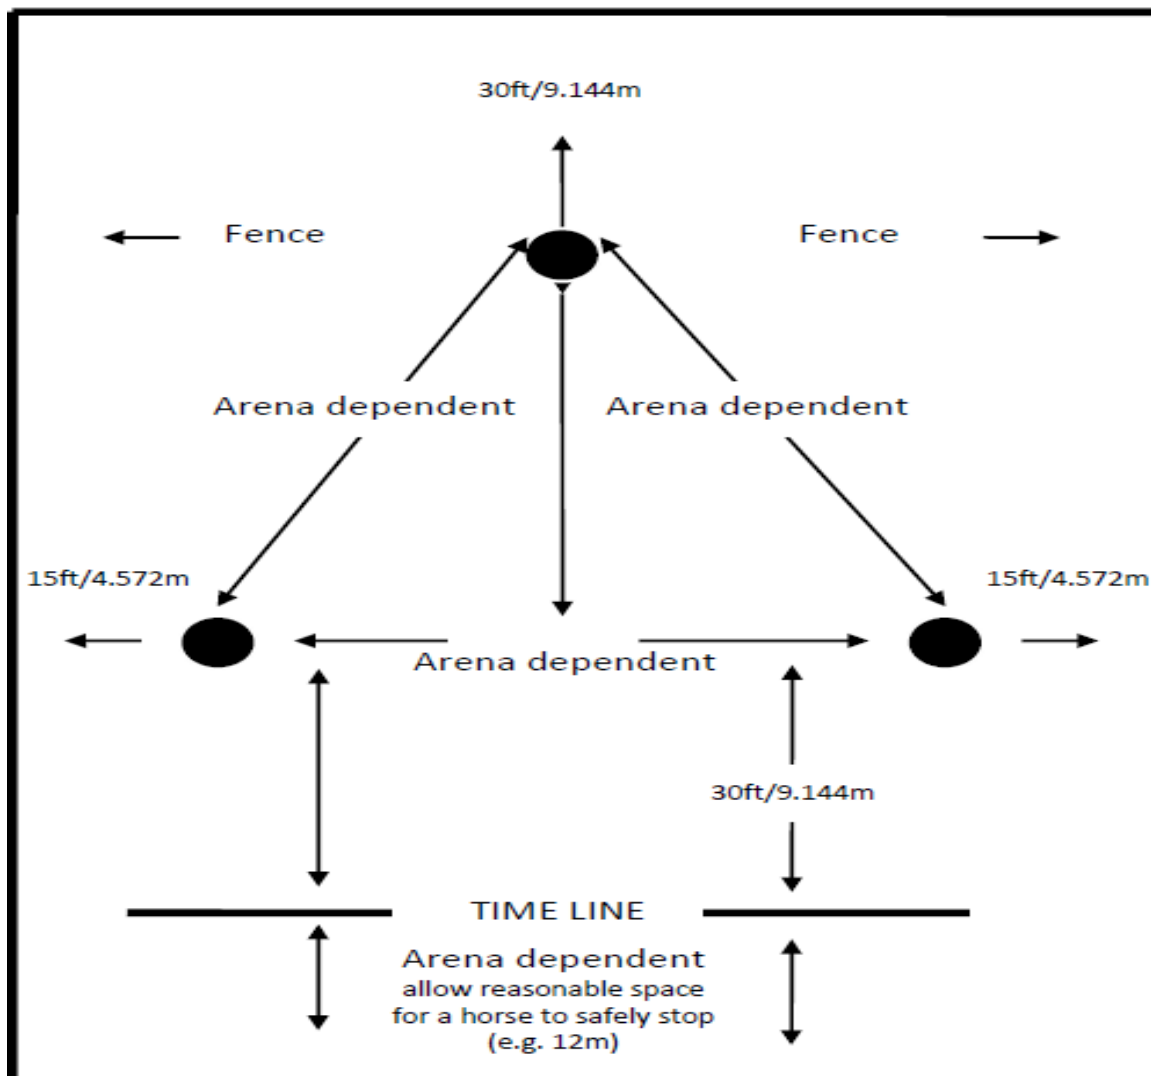 30ft/9.144m
Fence
Fence
Arena dependent
Arena dependent
15ft/4.572m
15ft/4.572m
Arena dependent
30ft/9.144m
TIME LINE
Arena dependent
allow reasonable space
for a horse to safely stop
(e.g. 12m)